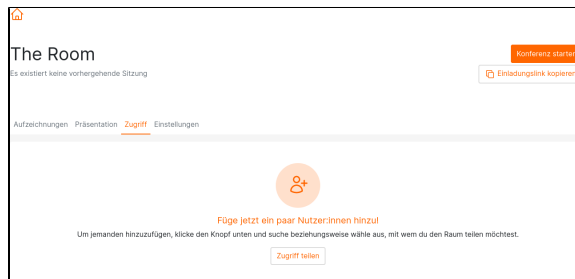 The Room
Konferenz starten
Es existiert keine vorhergehende Sitzung
Einladungslink kopieren
Aufzeichnungen Präsentation Zugriff Einstellungen
Füge jetzt ein paar Nutzer:innen hinzu!
Um jemanden hinzuzufügen, klicke den Knopf unten und suche beziehungsweise wähle aus, mit wem du den Raum teilen möchtest.
Zugriff teilen